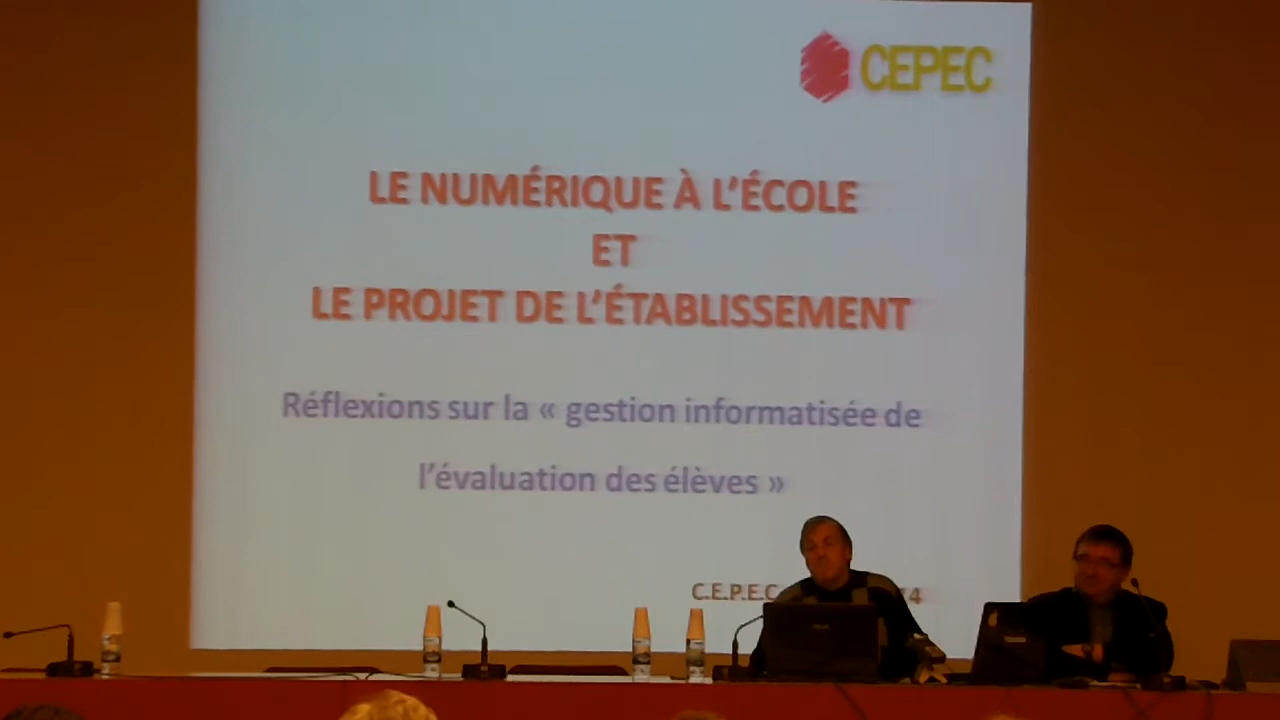 CEPEC
LE NUMÉRIQUE À L'ÉCOLE
ET
LE PROJET DE L'ÉTABLISSEMENT
Réflexions sur la « gestion informatisée de
l'évaluation des élèves »
C.E.P.E.C